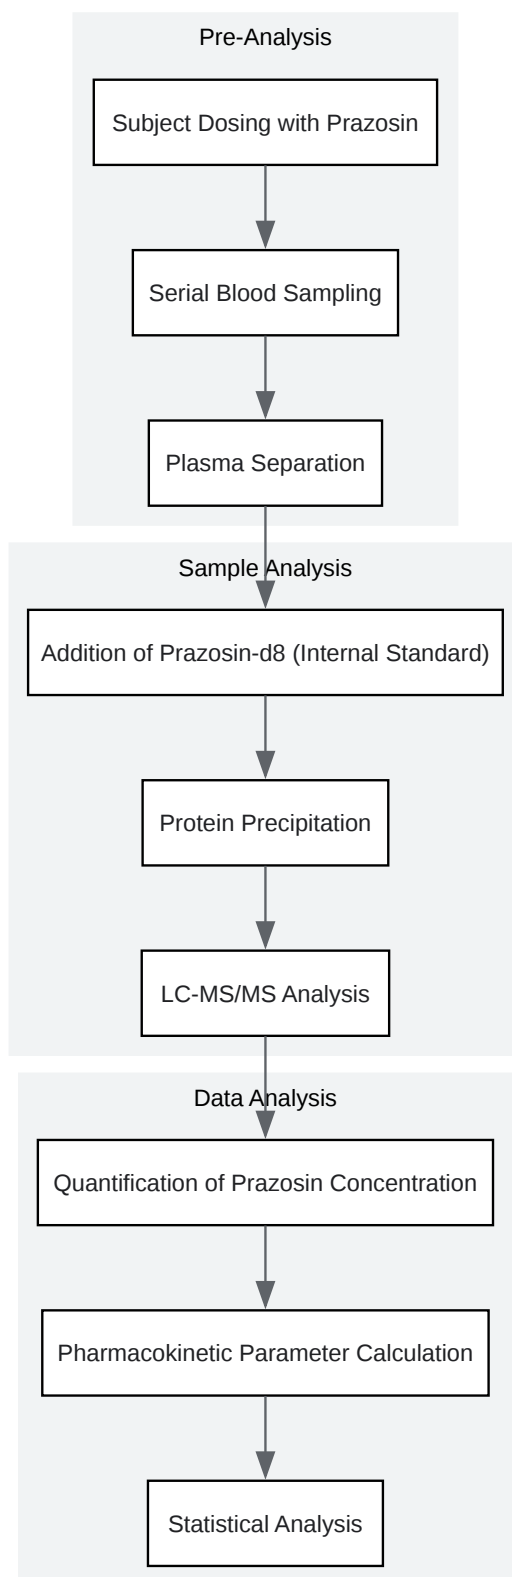 Pre-Analysis
Subject Dosing with Prazosin
Serial Blood Sampling
Plasma Separation
Sample Analysis
Addition of Prazosin-d8 (Internal Standard)
Protein Precipitation
LC-MS/MS Analysis
Data Analysis
Quantification of Prazosin Concentration
Pharmacokinetic Parameter Calculation
Statistical Analysis